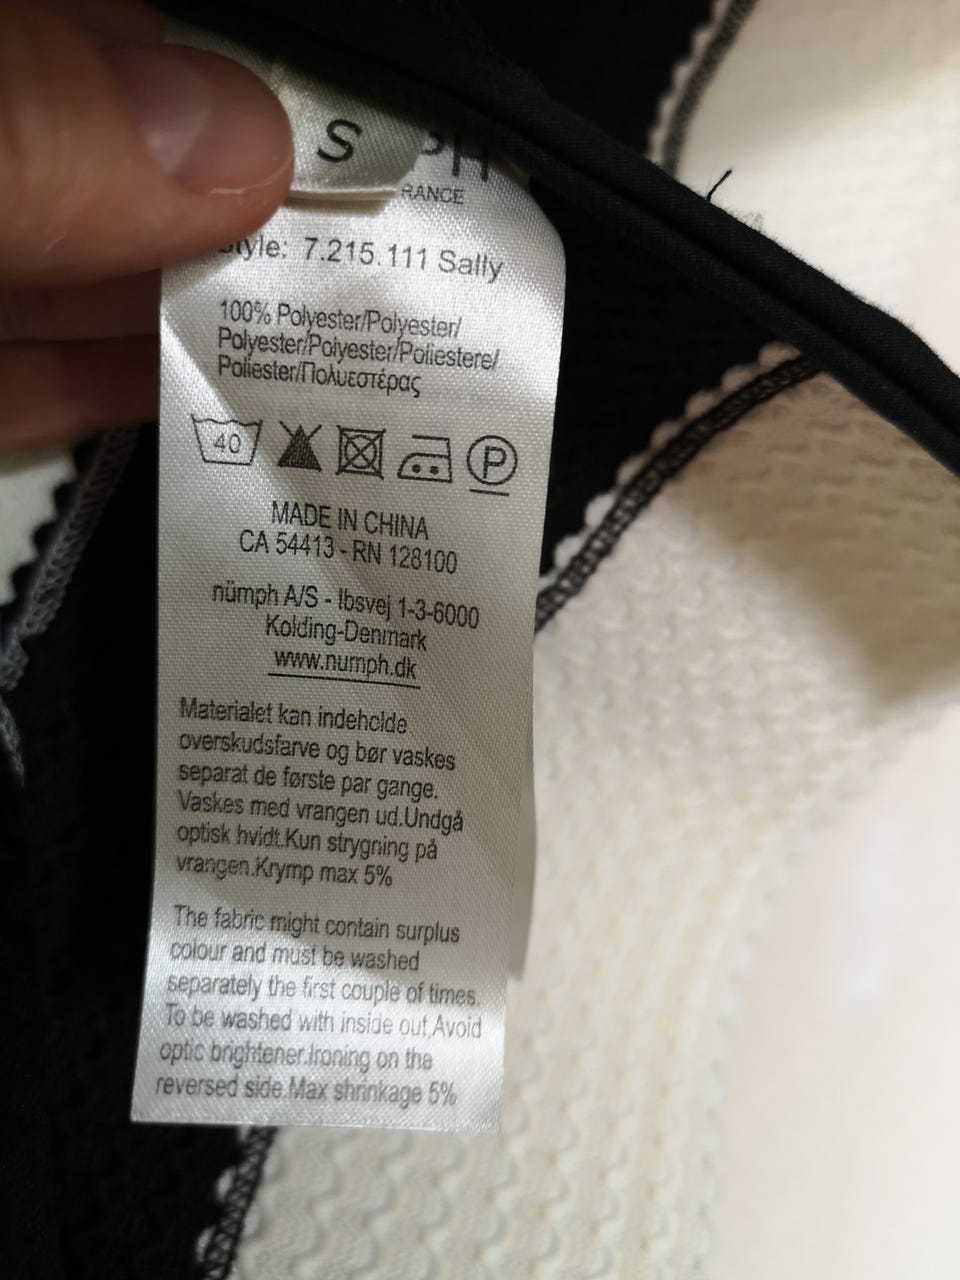 S
PH
RANCE
Style: 7.215.111 Sally
100% Polyester/Polyester/
Polyester/Polyester/Poliestere/
Poliester/Πολυεστέρας
40
P
MADE IN CHINA
CA 54413 - RN 128100
nümph A/S - Ibsvej 1-3-6000
Kolding-Denmark
www.numph.dk
Materialet kan indeholde
overskudsfarve og bør vaskes
separat de første par gange.
Vaskes med vrangen ud.Undgå
optisk hvidt.Kun strygning på
vrangen.Krymp max 5%
The fabric might contain surplus
colour and must be washed
separately the first couple of times.
To be washed with inside out,Avoid
optic brightener.Ironing on the
reversed side.Max shrinkage 5%